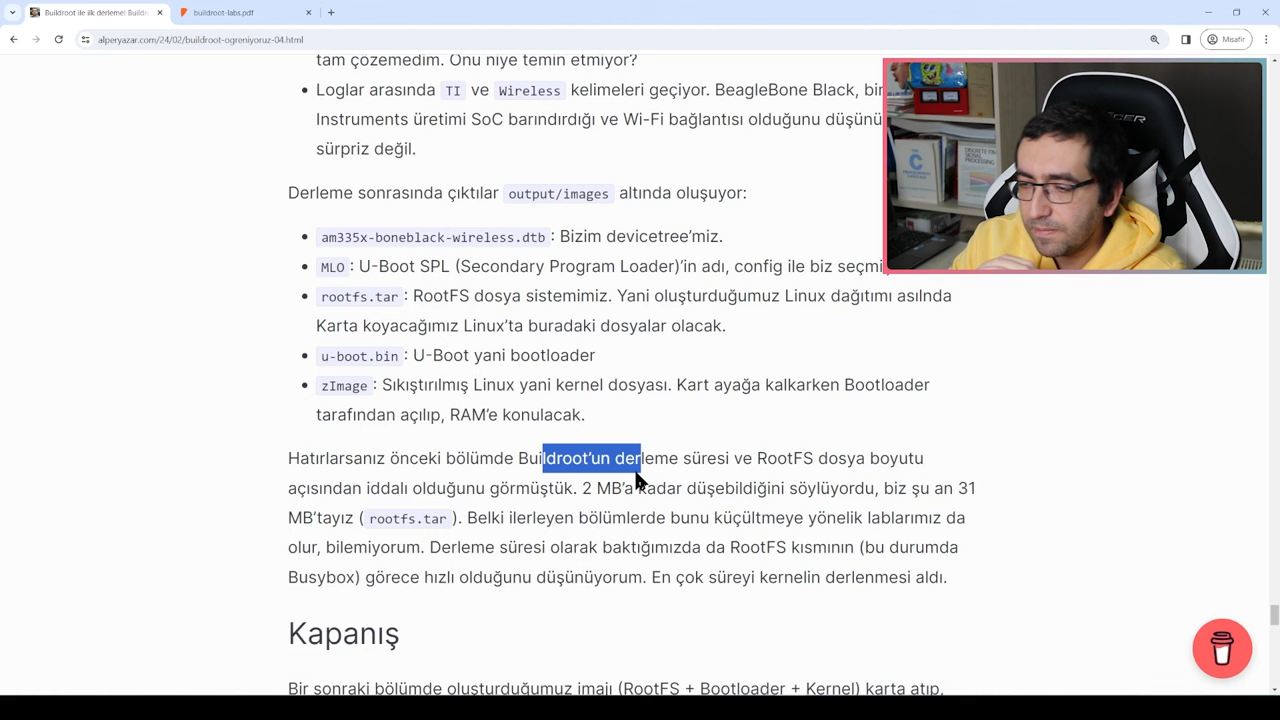 Buildroot ile ilk derleme! Buildr
buildroot-labs.pdf
alperyazar.com/24/02/buildroot-ogreniyoruz-04.html
Misafir
tam çözemedim. Onu niye temin etmiyor?
Loglar arasında TI ve Wireless kelimeleri geçiyor. BeagleBone Black, bir
Instruments üretimi SoC barındırdığı ve Wi-Fi bağlantısı olduğunu düşünü
sürpriz değil.
Derleme sonrasında çıktılar output/images altında oluşuyor:
am335x-boneblack-wireless.dtb : Bizim devicetree’miz.
MLO : U-Boot SPL (Secondary Program Loader)’in adı, config ile biz seçmi
rootfs.tar : RootFS dosya sistemimiz. Yani oluşturduğumuz Linux dağıtımı asılnda
Karta koyacağımız Linux’ta buradaki dosyalar olacak.
u-boot.bin : U-Boot yani bootloader
zImage : Sıkıştırılmış Linux yani kernel dosyası. Kart ayağa kalkarken Bootloader
tarafından açılıp, RAM’e konulacak.
Hatırlarsanız önceki bölümde Buildroot’un derleme süresi ve RootFS dosya boyutu
açısından iddalı olduğunu görmüştük. 2 MB’a kadar düşebildiğini söylüyordu, biz şu an 31
MB’tayız ( rootfs.tar ). Belki ilerleyen bölümlerde bunu küçültmeye yönelik lablarımız da
olur, bilemiyorum. Derleme süresi olarak baktığımızda da RootFS kısmının (bu durumda
Busybox) görece hızlı olduğunu düşünüyorum. En çok süreyi kernelin derlenmesi aldı.
Kapanış
Bir sonraki bölümde oluşturduğumuz imajı (RootFS + Bootloader + Kernel) karta atıp,